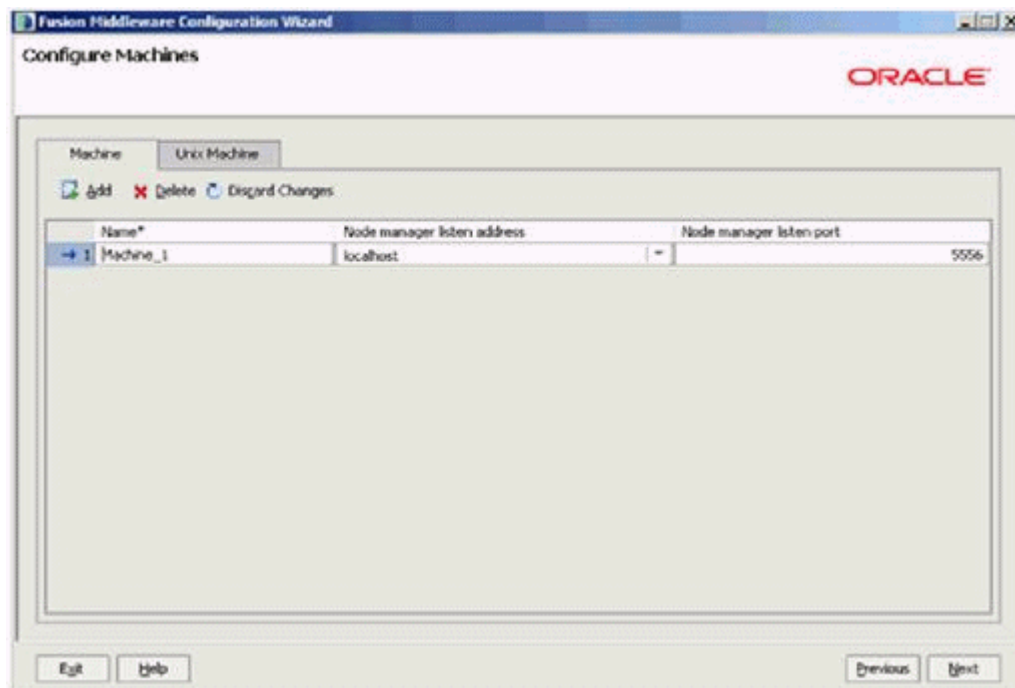 Fusion Middleware Configuration Wizard
Configure Machines
ORACLE
Machine Unix Machine
Add Delete Discard Changes
Name* Node manager listen address Node manager listen port
1 Machine_1 localhost 5556
Exit Help Previous Next